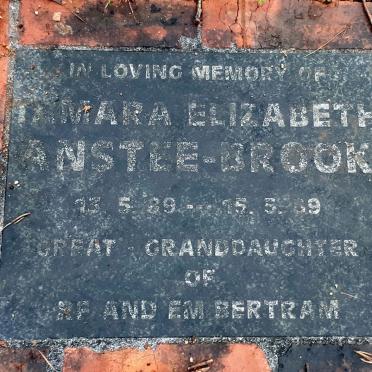 IN LOVING MEMORY OF
TAMARA ELIZABETH
ANSTEE-BROOK
13. 5. 89 --- 15. 5. 89
GREAT - GRANDDAUGHTER
OF
RF AND EM BERTRAM